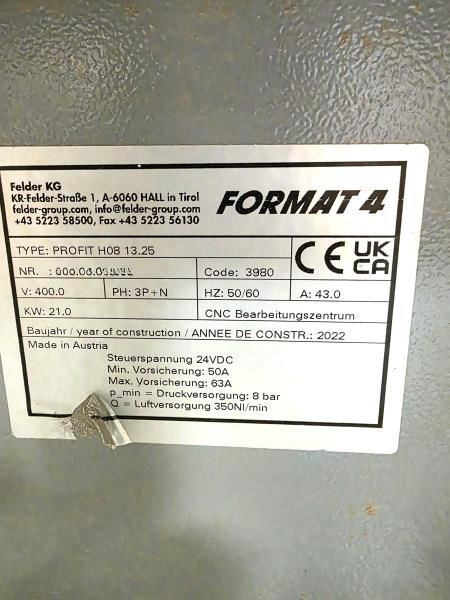 Felder KG
KR-Felder-Straße 1, A-6060 HALL in Tirol
felder-group.com, info@felder-group.com
+43 5223 58500, Fax +43 5223 56130
FORMAT 4
TYPE: PROFIT H08 13.25
NR. :
Code: 3980
CE UK CA
V: 400.0 PH: 3P+N HZ: 50/60 A: 43.0
KW: 21.0 CNC Bearbeitungszentrum
Baujahr / year of construction / ANNEE DE CONSTR.: 2022
Made in Austria
Steuerspannung 24VDC
Min. Vorsicherung: 50A
Max. Vorsicherung: 63A
p_min = Druckversorgung: 8 bar
Q = Luftversorgung 350Nl/min